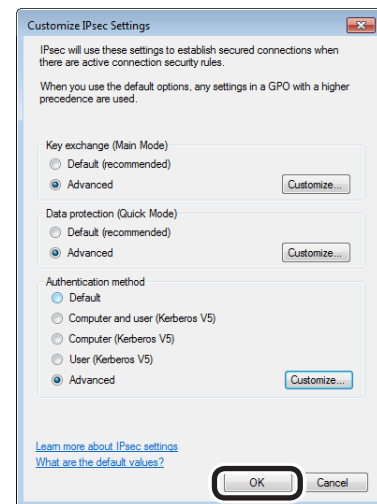 Customize IPsec Settings
IPsec will use these settings to establish secured connections when
there are active connection security rules.
When you use the default options, any settings in a GPO with a higher
precedence are used.
Key exchange (Main Mode)
Default (recommended)
Advanced
Customize...
Data protection (Quick Mode)
Default (recommended)
Advanced
Customize...
Authentication method
Default
Computer and user (Kerberos V5)
Computer (Kerberos V5)
User (Kerberos V5)
Advanced
Customize...
Learn more about IPsec settings
What are the default values?
OK
Cancel